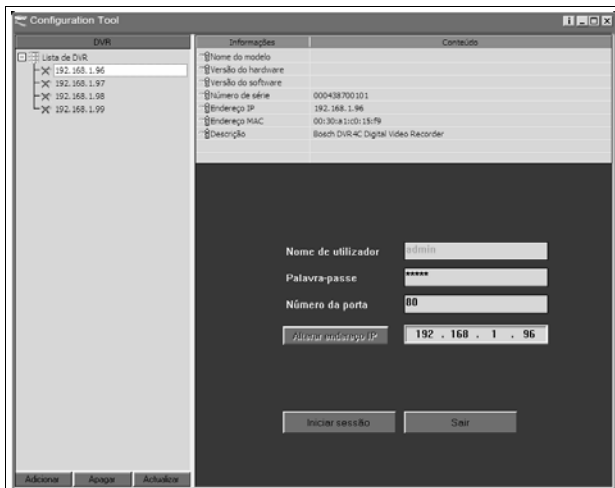 Configuration Tool
DVR
Lista de DVR
192.168.1.96
192.168.1.97
192.168.1.98
192.168.1.99
Adicionar Apagar Actualizar
Informações Conteúdo
Nome do modelo
Versão do hardware
Versão do software
Número de série 000438700101
Endereço IP 192.168.1.96
Endereço MAC 00:30:a1:c0:15:f9
Descrição Bosch DVR4C Digital Video Recorder
Nome de utilizador admin
Palavra-passe *****
Número da porta 80
Alterar endereço IP 192 . 168 . 1 . 96
Iniciar sessão Sair